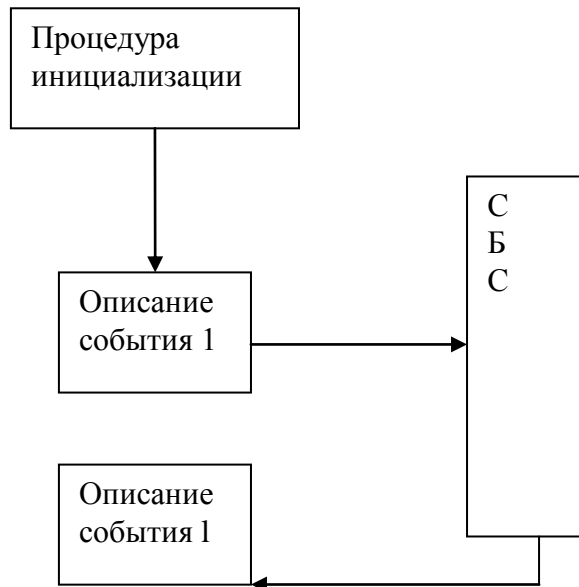 Процедура
инициализации
С
Б
С
Описание
события 1
Описание
события l